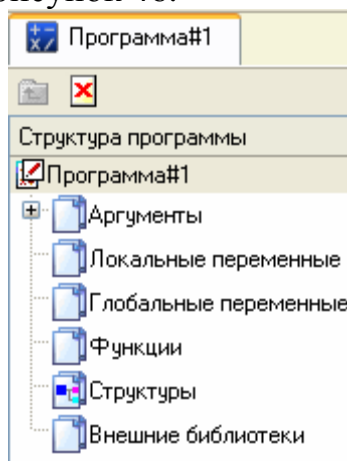 Программа#1
Структура программы
Программа#1
Аргументы
Локальные переменные
Глобальные переменные
Функции
Структуры
Внешние библиотеки